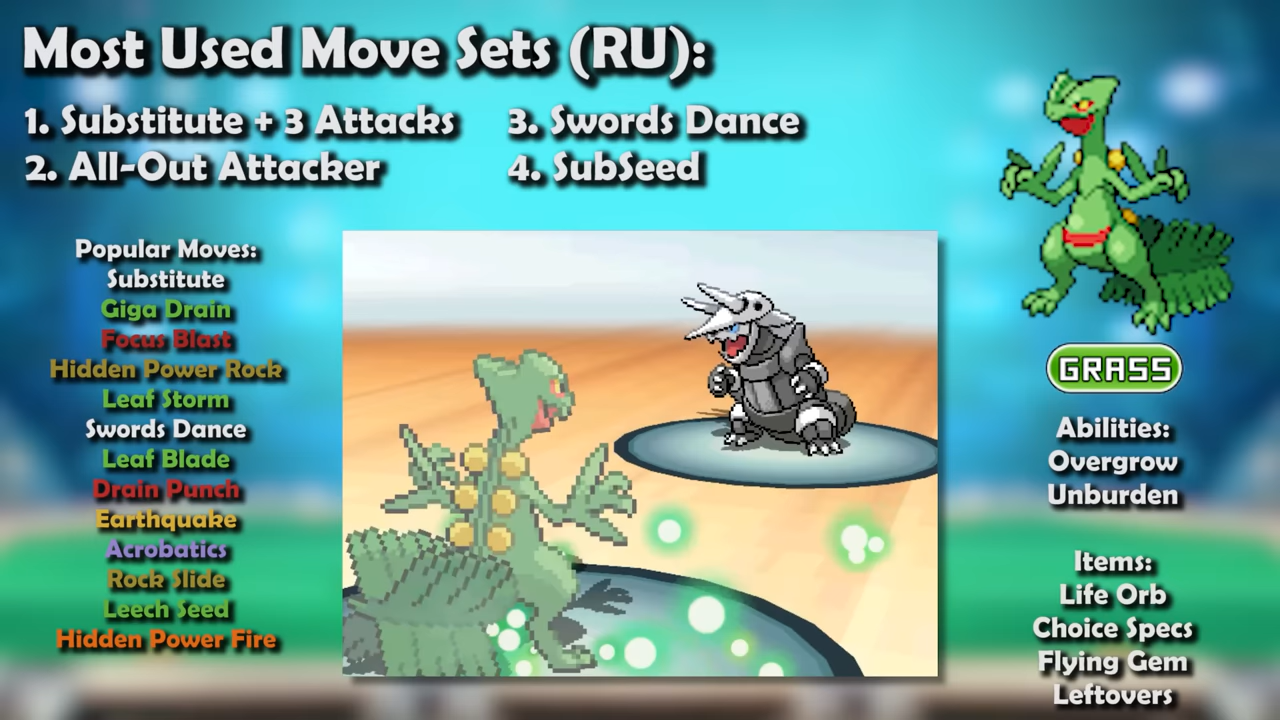 Most Used Move Sets (RU):
1. Substitute + 3 Attacks
2. All-Out Attacker
3. Swords Dance
4. SubSeed
Popular Moves:
Substitute
Giga Drain
Focus Blast
Hidden Power Rock
Leaf Storm
Swords Dance
Leaf Blade
Drain Punch
Earthquake
Acrobatics
Rock Slide
Leech Seed
Hidden Power Fire
GRASS
Abilities:
Overgrow
Unburden
Items:
Life Orb
Choice Specs
Flying Gem
Leftovers